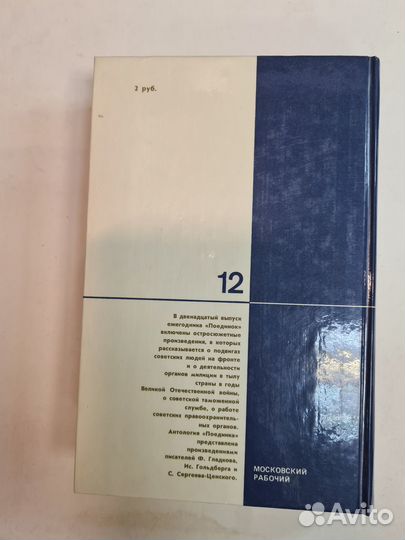 2 руб.
12
В двенадцатый выпуск
ежегодника «Поединок»
включены остросюжетные
произведения, в которых
рассказывается о подвигах
советских людей на фронте
и о деятельности
органов милиции в тылу
страны в годы
Великой Отечественной войны,
о советской таможенной
службе, о работе
советских правоохранитель-
ных органов.
Антология «Поединка»
представлена
произведениями
писателей Ф. Гладкова,
Ис. Гольдберга и
С. Сергеева-Ценского.
МОСКОВСКИЙ
РАБОЧИЙ
Avito